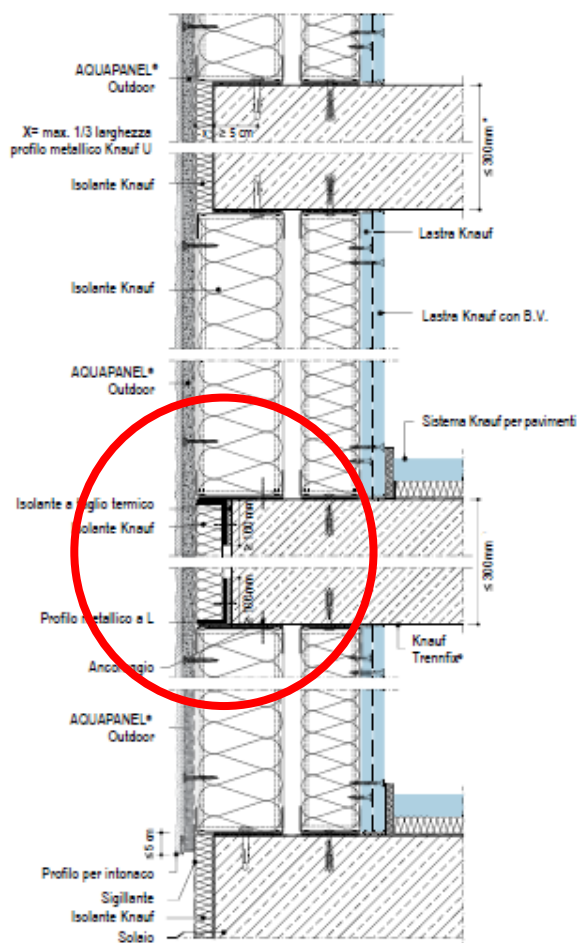 AQUAPANEL®
Outdoor
X= max. 1/3 larghezza
profilo metallico Knauf U
x
≥ 5 cm
≤ 300mm *
Isolante Knauf
Lastra Knauf
Isolante Knauf
Lastra Knauf con B.V.
AQUAPANEL®
Outdoor
Sistema Knauf per pavimenti
Isolante a taglio termico
Isolante Knauf
≥ 100 mm
≤ 300mm
Profilo metallico a L
Knauf
Trennfix®
Ancoraggio
AQUAPANEL®
Outdoor
≤ 5 cm
Profilo per intonaco
Sigillante
Isolante Knauf
Solaio